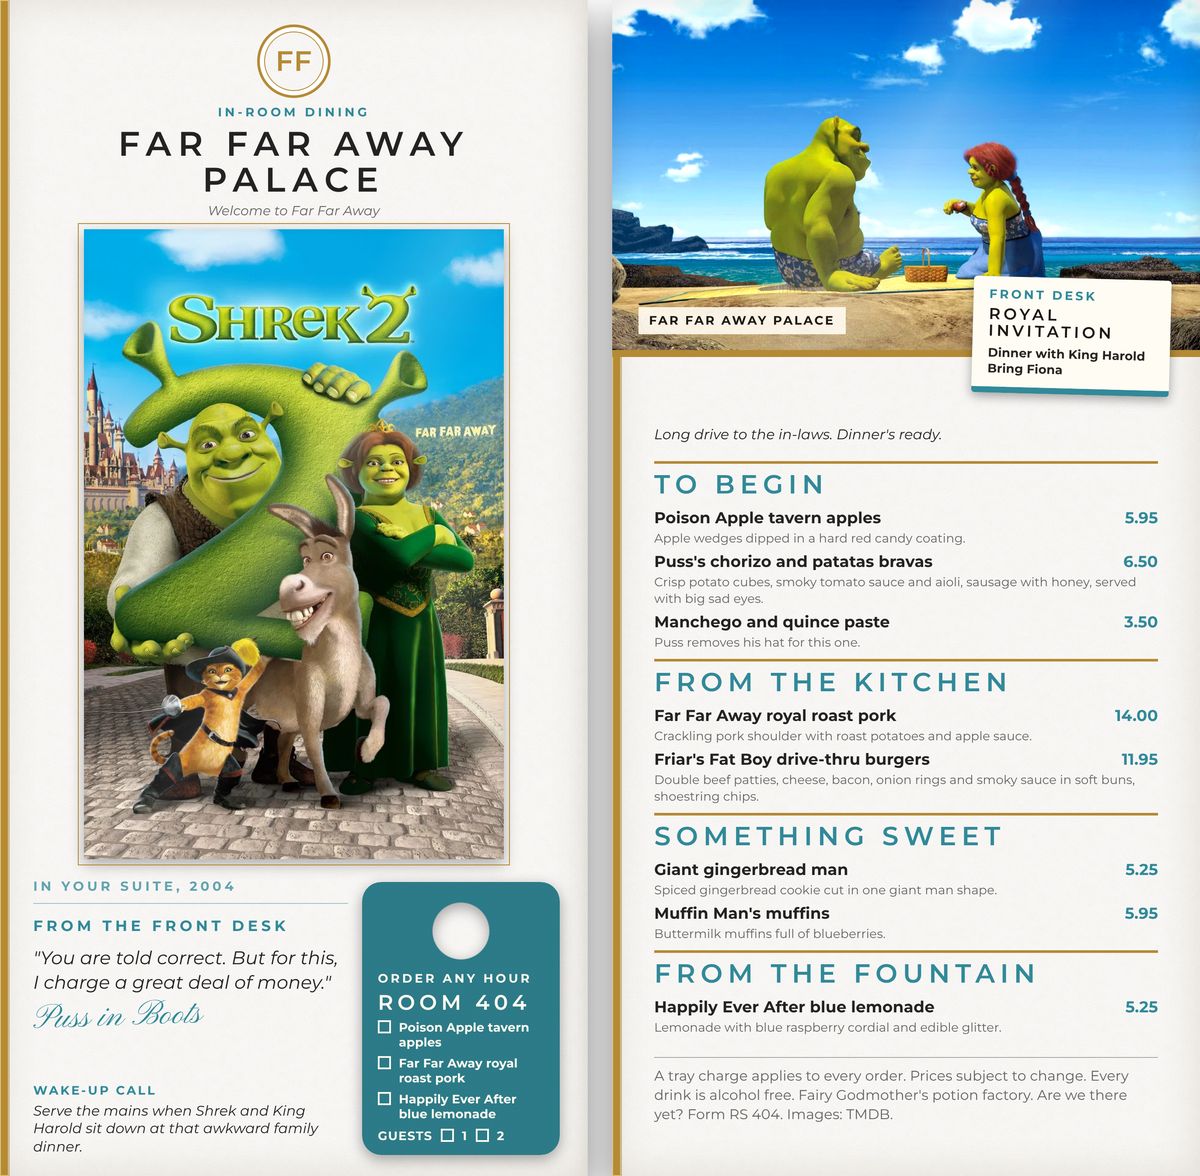 FF
IN-ROOM DINING
FAR FAR AWAY
PALACE
Welcome to Far Far Away
SHREK 2
FAR FAR AWAY
IN YOUR SUITE, 2004
FROM THE FRONT DESK
"You are told correct. But for this,
I charge a great deal of money."
Puss in Boots
WAKE-UP CALL
Serve the mains when Shrek and King
Harold sit down at that awkward family
dinner.
ORDER ANY HOUR
ROOM 404
Poison Apple tavern
apples
Far Far Away royal
roast pork
Happily Ever After
blue lemonade
GUESTS 1 2
FAR FAR AWAY PALACE
FRONT DESK
ROYAL
INVITATION
Dinner with King Harold
Bring Fiona
Long drive to the in-laws. Dinner's ready.
TO BEGIN
Poison Apple tavern apples 5.95
Apple wedges dipped in a hard red candy coating.
Puss's chorizo and patatas bravas 6.50
Crisp potato cubes, smoky tomato sauce and aioli, sausage with honey, served
with big sad eyes.
Manchego and quince paste 3.50
Puss removes his hat for this one.
FROM THE KITCHEN
Far Far Away royal roast pork 14.00
Crackling pork shoulder with roast potatoes and apple sauce.
Friar's Fat Boy drive-thru burgers 11.95
Double beef patties, cheese, bacon, onion rings and smoky sauce in soft buns,
shoestring chips.
SOMETHING SWEET
Giant gingerbread man 5.25
Spiced gingerbread cookie cut in one giant man shape.
Muffin Man's muffins 5.95
Buttermilk muffins full of blueberries.
FROM THE FOUNTAIN
Happily Ever After blue lemonade 5.25
Lemonade with blue raspberry cordial and edible glitter.
A tray charge applies to every order. Prices subject to change. Every
drink is alcohol free. Fairy Godmother's potion factory. Are we there
yet? Form RS 404. Images: TMDB.